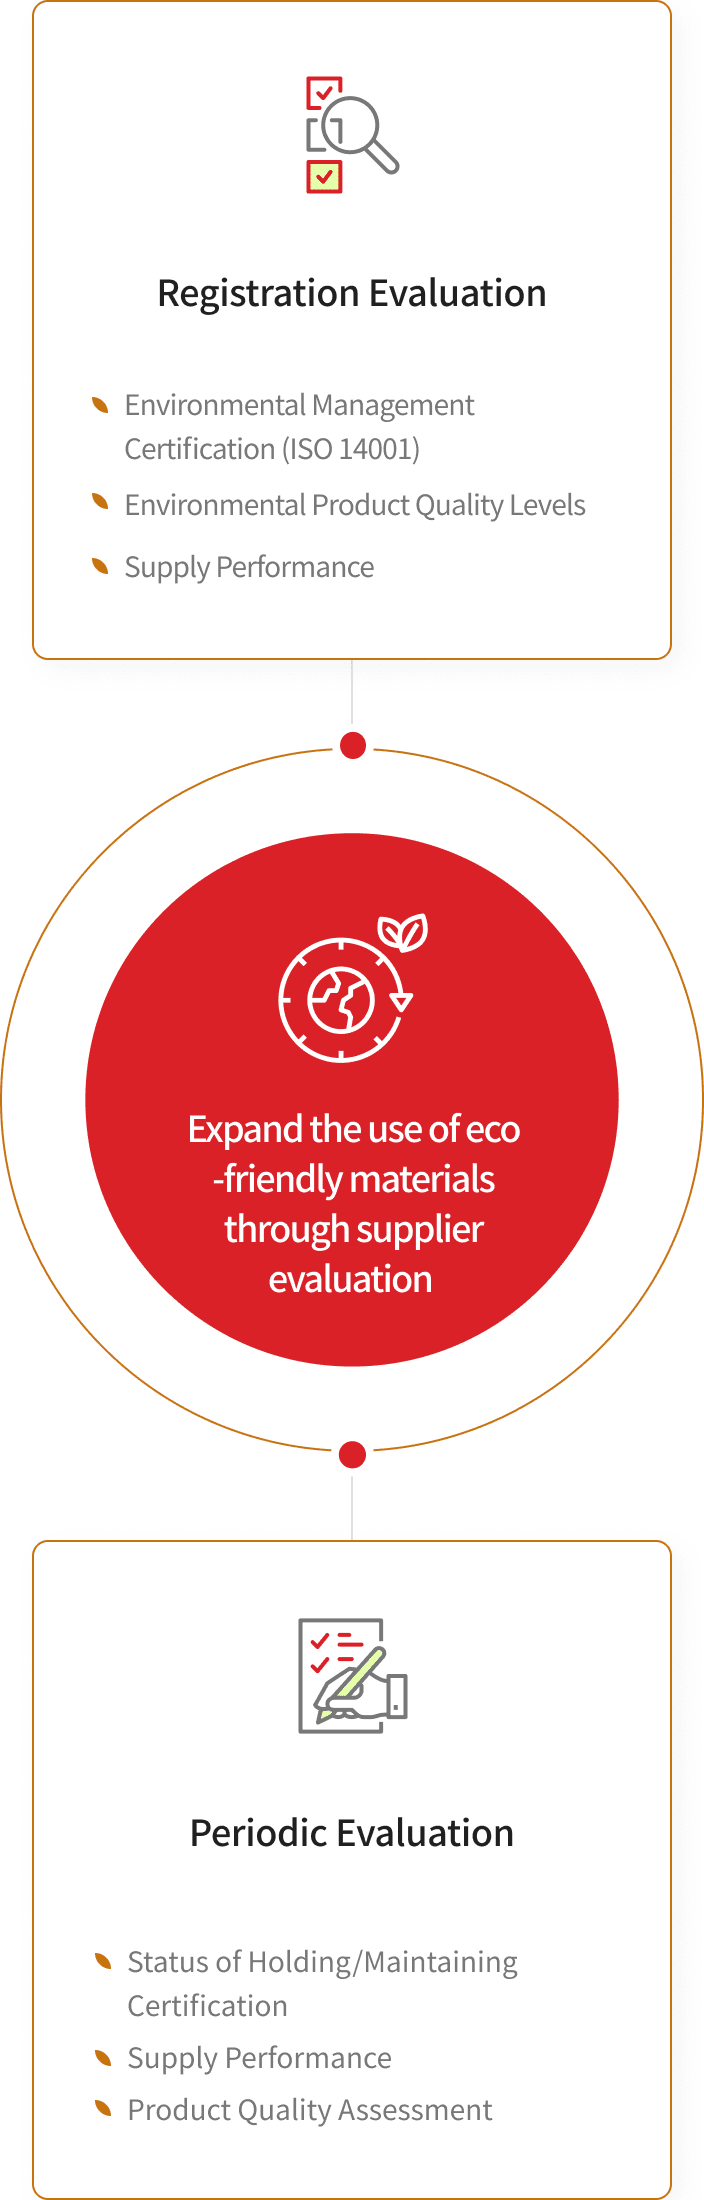 Registration Evaluation
Environmental Management
Certification (ISO 14001)
Environmental Product Quality Levels
Supply Performance
Expand the use of eco
-friendly materials
through supplier
evaluation
Periodic Evaluation
Status of Holding/Maintaining
Certification
Supply Performance
Product Quality Assessment